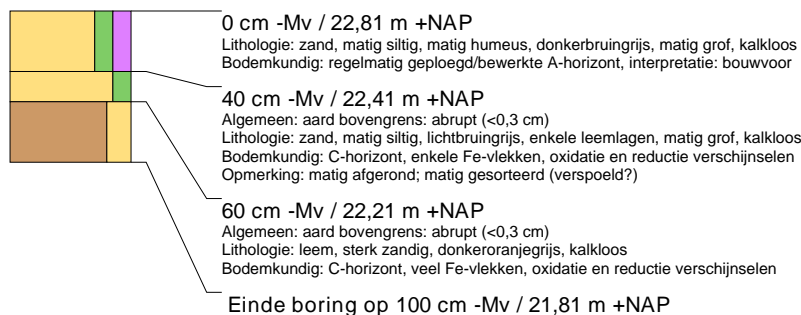 0 cm -Mv / 22,81 m +NAP
Lithologie: zand, matig siltig, matig humeus, donkerbruingrijs, matig grof, kalkloos
Bodemkundig: regelmatig geploegd/bewerkte A-horizont, interpretatie: bouwvoor
40 cm -Mv / 22,41 m +NAP
Algemeen: aard bovengrens: abrupt (<0,3 cm)
Lithologie: zand, matig siltig, lichtbruingrijs, enkele leemlagen, matig grof, kalkloos
Bodemkundig: C-horizont, enkele Fe-vlekken, oxidatie en reductie verschijnselen
Opmerking: matig afgerond; matig gesorteerd (verspoeld?)
60 cm -Mv / 22,21 m +NAP
Algemeen: aard bovengrens: abrupt (<0,3 cm)
Lithologie: leem, sterk zandig, donkeroranjegrijs, kalkloos
Bodemkundig: C-horizont, veel Fe-vlekken, oxidatie en reductie verschijnselen
Einde boring op 100 cm -Mv / 21,81 m +NAP